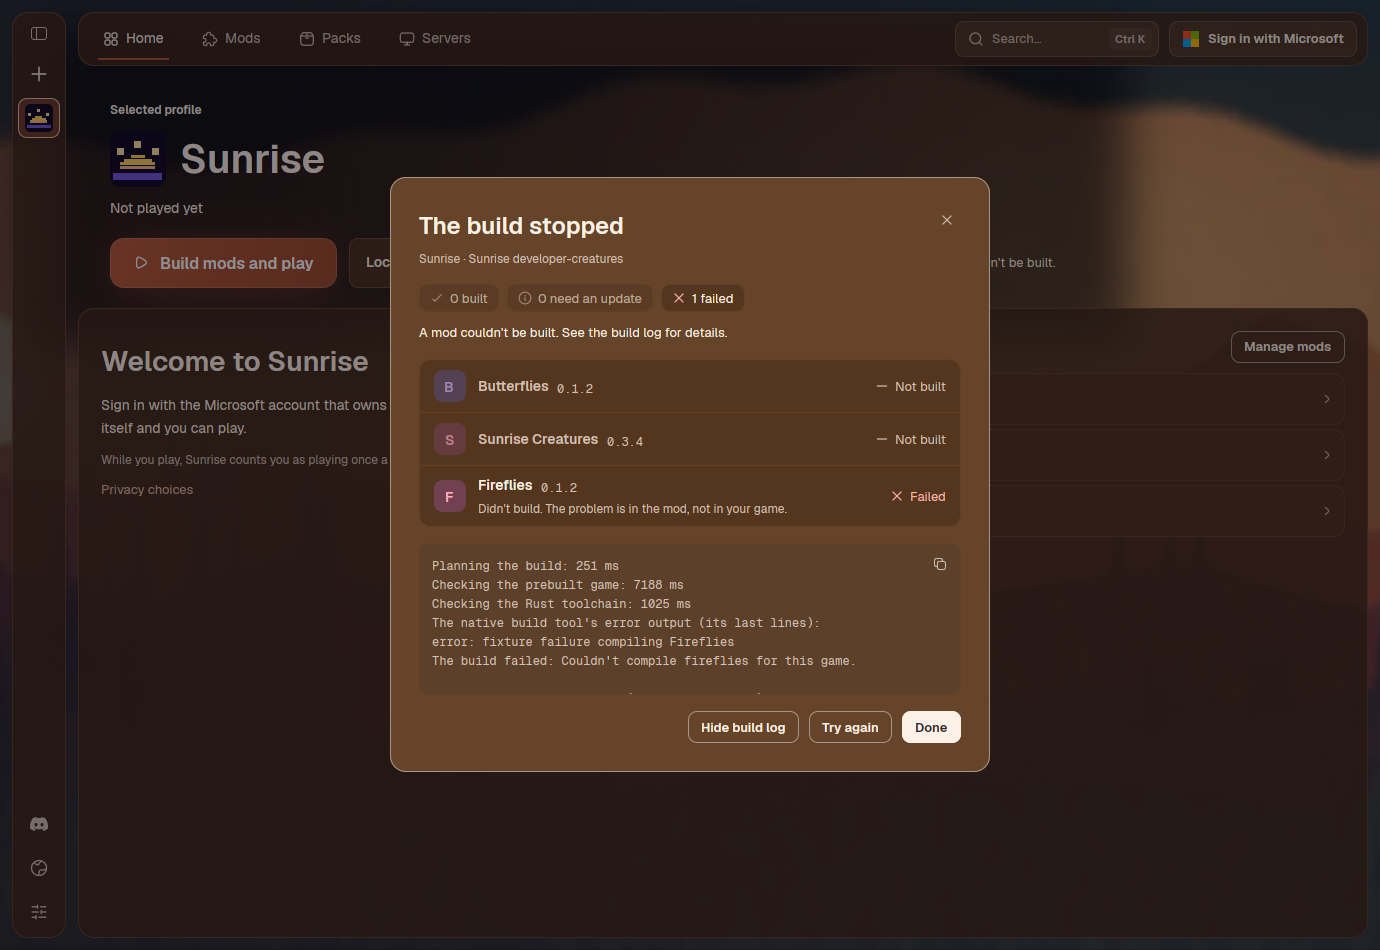 Home
Mods
Packs
Servers
Search...
Ctrl K
Sign in with Microsoft
Selected profile
Sunrise
Not played yet
Build mods and play
Loc
n't be built.
Welcome to Sunrise
Sign in with the Microsoft account that owns
itself and you can play.
While you play, Sunrise counts you as playing once a
Privacy choices
Manage mods
The build stopped
Sunrise · Sunrise developer-creatures
0 built
0 need an update
1 failed
A mod couldn't be built. See the build log for details.
B
Butterflies 0.1.2
Not built
S
Sunrise Creatures 0.3.4
Not built
F
Fireflies 0.1.2
Didn't build. The problem is in the mod, not in your game.
Failed
Planning the build: 251 ms
Checking the prebuilt game: 7188 ms
Checking the Rust toolchain: 1025 ms
The native build tool's error output (its last lines):
error: fixture failure compiling Fireflies
The build failed: Couldn't compile fireflies for this game.
Hide build log
Try again
Done